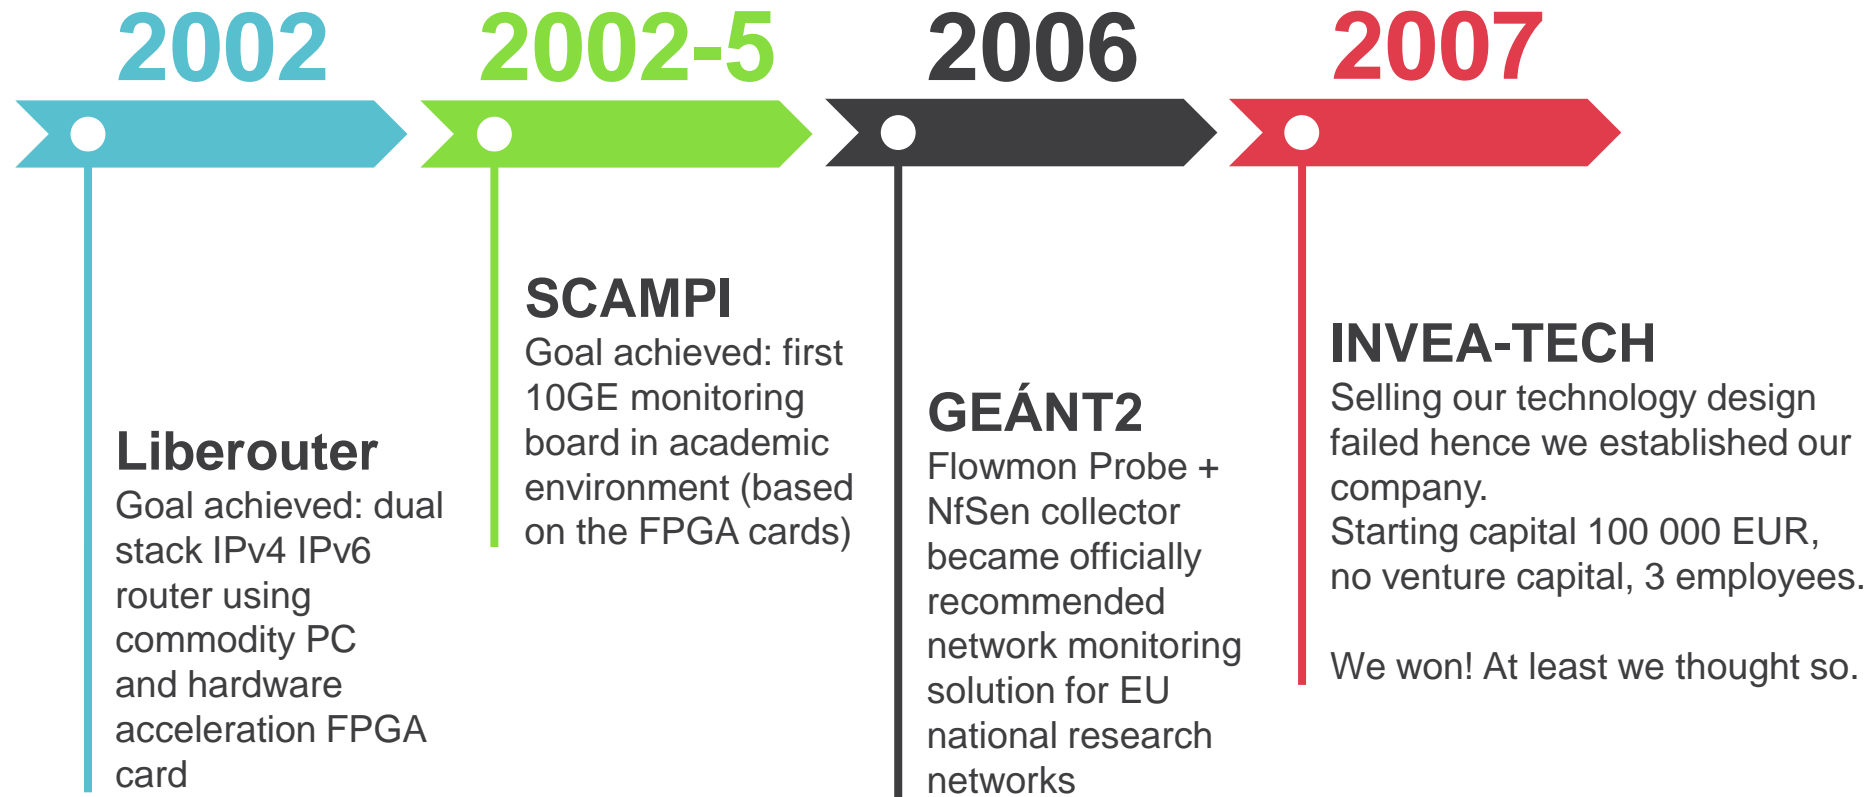 2002
Liberouter
Goal achieved: dual
stack IPv4 IPv6
router using
commodity PC
and hardware
acceleration FPGA
card
2002-5
SCAMPI
Goal achieved: first
10GE monitoring
board in academic
environment (based
on the FPGA cards)
2006
GEÁNT2
Flowmon Probe +
NfSen collector
became officially
recommended
network monitoring
solution for EU
national research
networks
2007
INVEA-TECH
Selling our technology design
failed hence we established our
company.
Starting capital 100 000 EUR,
no venture capital, 3 employees.
We won! At least we thought so.